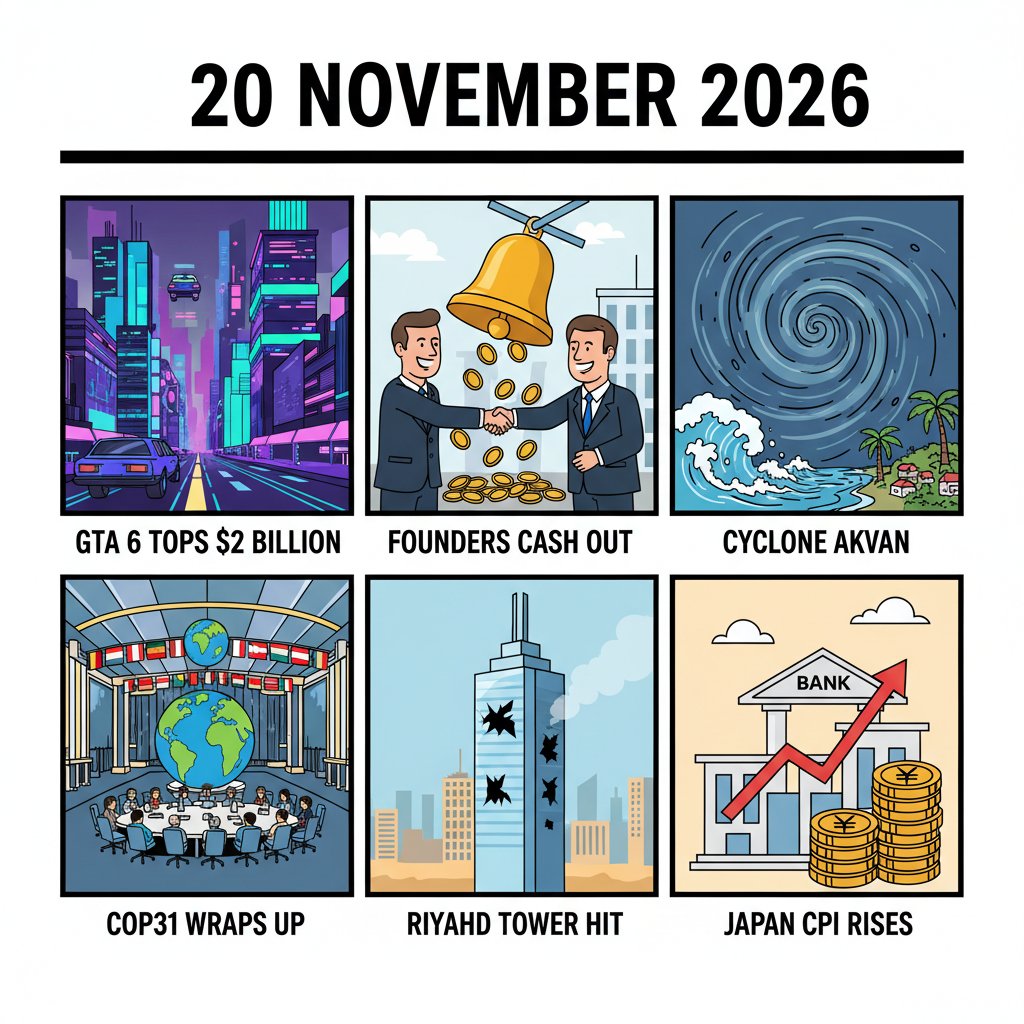 20 NOVEMBER 2026
GTA 6 TOPS $2 BILLION
FOUNDERS CASH OUT
CYCLONE AKVAN
BANK
¥
¥
COP31 WRAPS UP
RIYAHD TOWER HIT
JAPAN CPI RISES